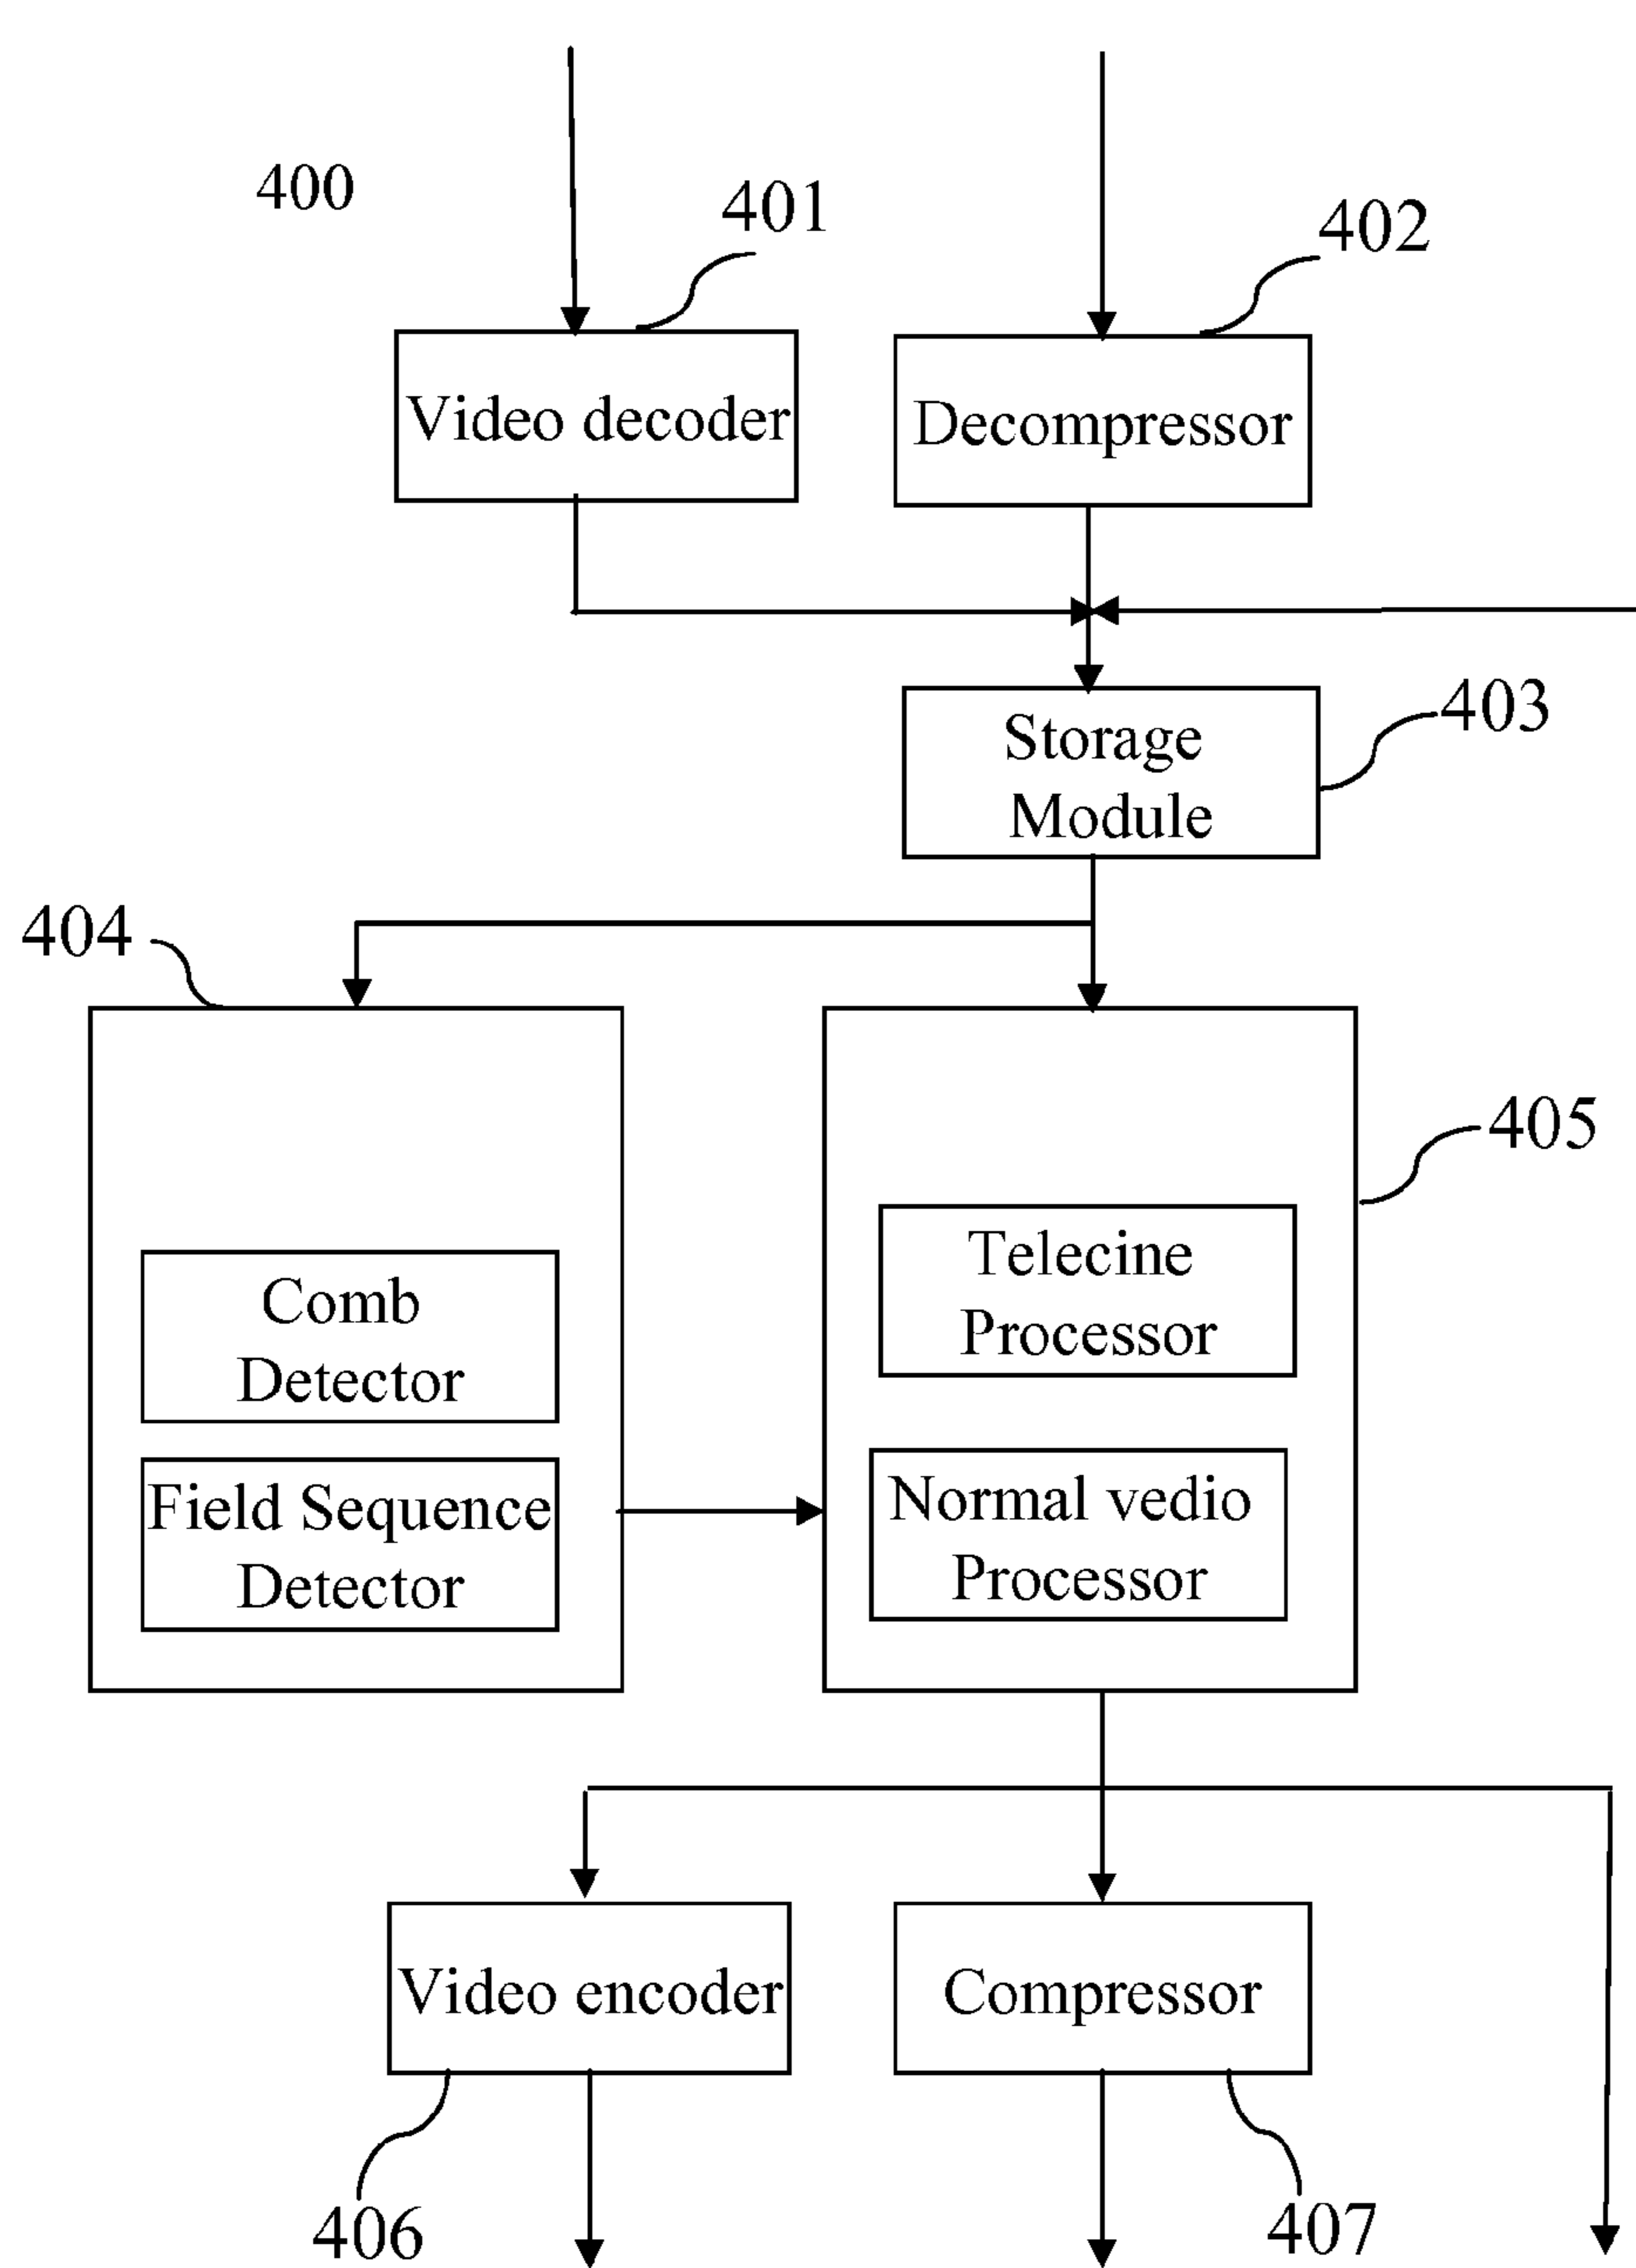 400
401
402
Video decoder
Decompressor
Storage
Module
403
404
405
Comb
Detector
Field Sequence
Detector
Telecine
Processor
Normal vedio
Processor
Video encoder
Compressor
406
407